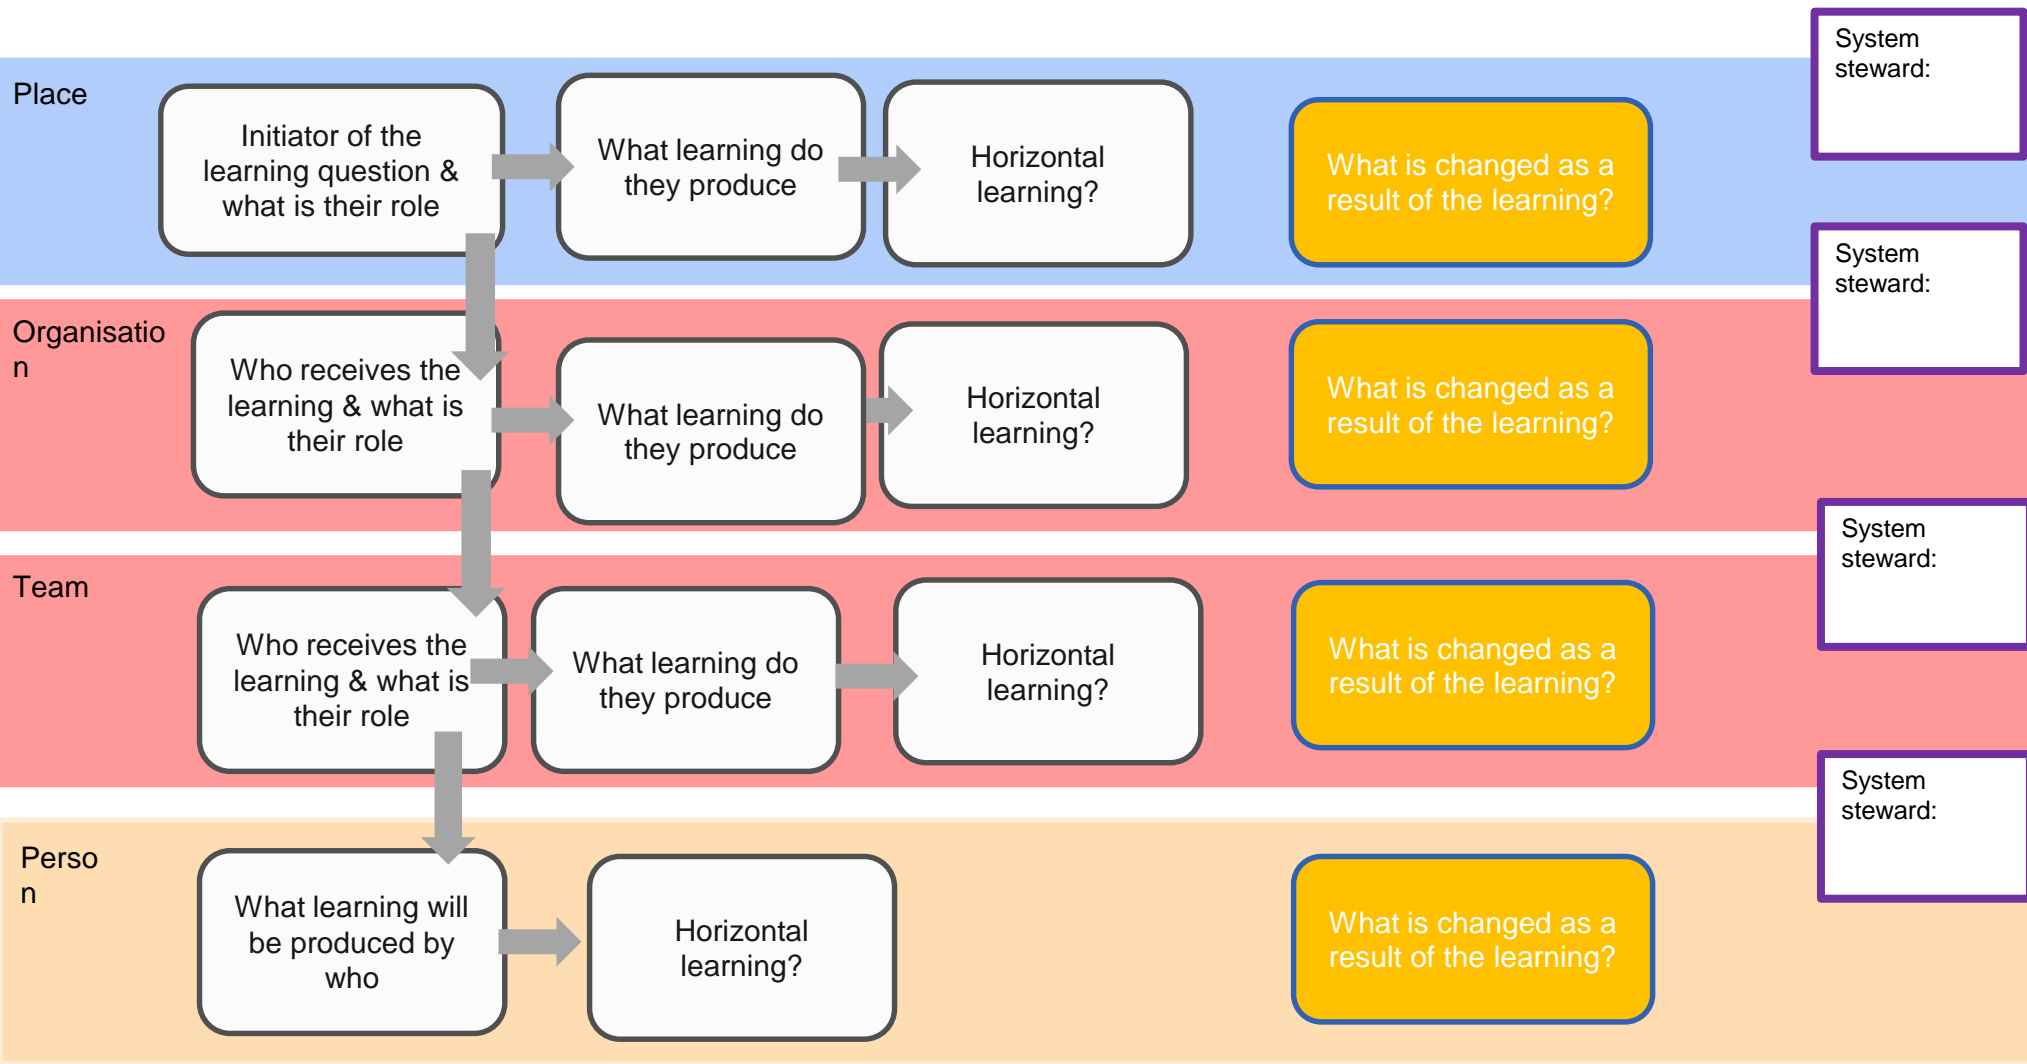 System
steward:
Place
Initiator of the
learning question &
what is their role
What learning do
they produce
Horizontal
learning?
What is changed as a
result of the learning?
System
steward:
Organisatio
n
Who receives the
learning & what is
their role
What learning do
they produce
Horizontal
learning?
What is changed as a
result of the learning?
System
steward:
Team
Who receives the
learning & what is
their role
What learning do
they produce
Horizontal
learning?
What is changed as a
result of the learning?
System
steward:
Perso
n
What learning will
be produced by
who
Horizontal
learning?
What is changed as a
result of the learning?